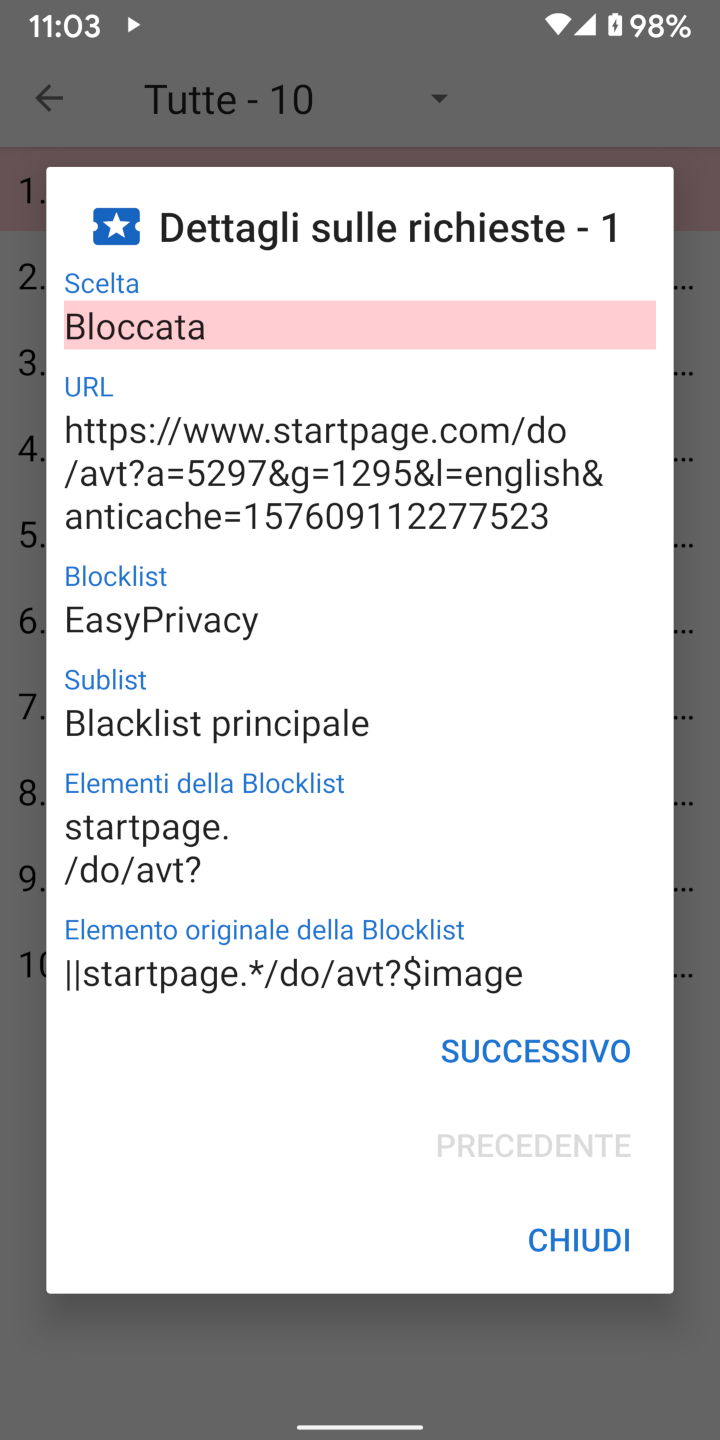 11:03
98%
Tutte - 10
1.
Dettagli sulle richieste - 1
Scelta
2.
...
Bloccata
3.
...
URL
https://www.startpage.com/do
4.
...
/avt?a=5297&g=1295&l=english&
anticache=157609112277523
5.
...
Blocklist
EasyPrivacy
6.
...
Sublist
7.
...
Blacklist principale
Elementi della Blocklist
8.
...
startpage.
/do/avt?
9.
...
Elemento originale della Blocklist
||startpage.*/do/avt?$image
...
SUCCESSIVO
PRECEDENTE
CHIUDI